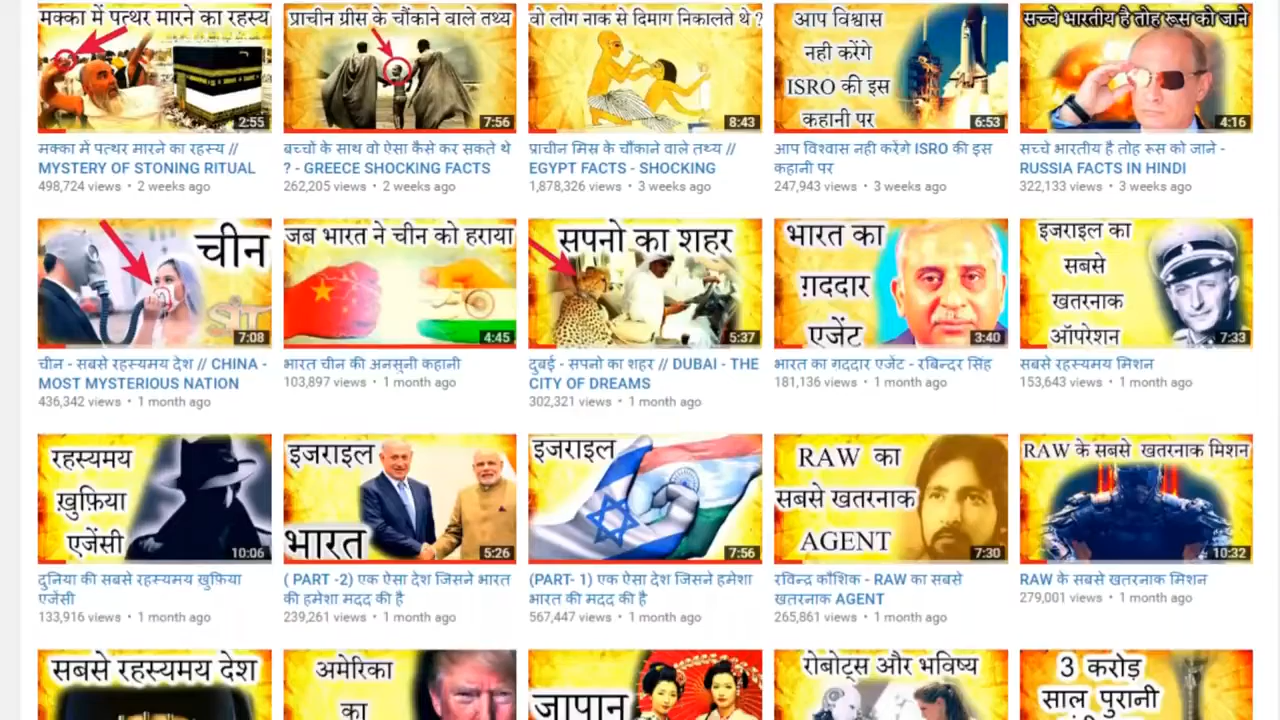 मक्का में पत्थर मारने का रहस्य
2:55
मक्का में पत्थर मारने का रहस्य //
MYSTERY OF STONING RITUAL
498,724 views • 2 weeks ago
प्राचीन ग्रीस के चौंकाने वाले तथ्य
7:56
बच्चों के साथ वो ऐसा कैसे कर सकते थे
? - GREECE SHOCKING FACTS
262,205 views • 2 weeks ago
वो लोग नाक से दिमाग निकालते थे ?
8:43
प्राचीन मिस्र के चौंकाने वाले तथ्य //
EGYPT FACTS - SHOCKING
1,878,326 views • 3 weeks ago
आप विश्वास
नही करेंगे
ISRO की इस
कहानी पर
6:53
आप विश्वास नही करेंगे ISRO की इस
कहानी पर
247,943 views • 3 weeks ago
सच्चे भारतीय है तोह रूस को जाने
4:16
सच्चे भारतीय है तोह रूस को जाने -
RUSSIA FACTS IN HINDI
322,133 views • 3 weeks ago
चीन
7:08
चीन - सबसे रहस्यमय देश // CHINA -
MOST MYSTERIOUS NATION
436,342 views • 1 month ago
जब भारत ने चीन को हराया
4:45
भारत चीन की अनसुनी कहानी
103,897 views • 1 month ago
सपनो का शहर
5:37
दुबई - सपनो का शहर // DUBAI - THE
CITY OF DREAMS
302,321 views • 1 month ago
भारत का
ग़ददार
एजेंट
3:40
भारत का ग़ददार एजेंट - रबिन्दर सिंह
181,136 views • 1 month ago
इजराइल का
सबसे
खतरनाक
ऑपरेशन
7:33
सबसे रहस्यमय मिशन
153,643 views • 1 month ago
रहस्यमय
ख़ुफ़िया
एजेंसी
10:06
दुनिया की सबसे रहस्यमय खुफिया
एजेंसी
133,916 views • 1 month ago
इजराइल
भारत
5:26
( PART -2) एक ऐसा देश जिसने भारत
की हमेशा मदद की है
239,261 views • 1 month ago
इजराइल
7:56
(PART- 1) एक ऐसा देश जिसने हमेशा
भारत की मदद की है
567,447 views • 1 month ago
RAW का
सबसे खतरनाक
AGENT
7:30
रविन्द्र कौशिक - RAW का सबसे
खतरनाक AGENT
265,861 views • 1 month ago
RAW के सबसे खतरनाक मिशन
10:32
RAW के सबसे खतरनाक मिशन
279,001 views • 1 month ago
सबसे रहस्यमय देश
अमेरिका
का
जापान
रोबोट्स और भविष्य
3 करोड़
साल पुरानी